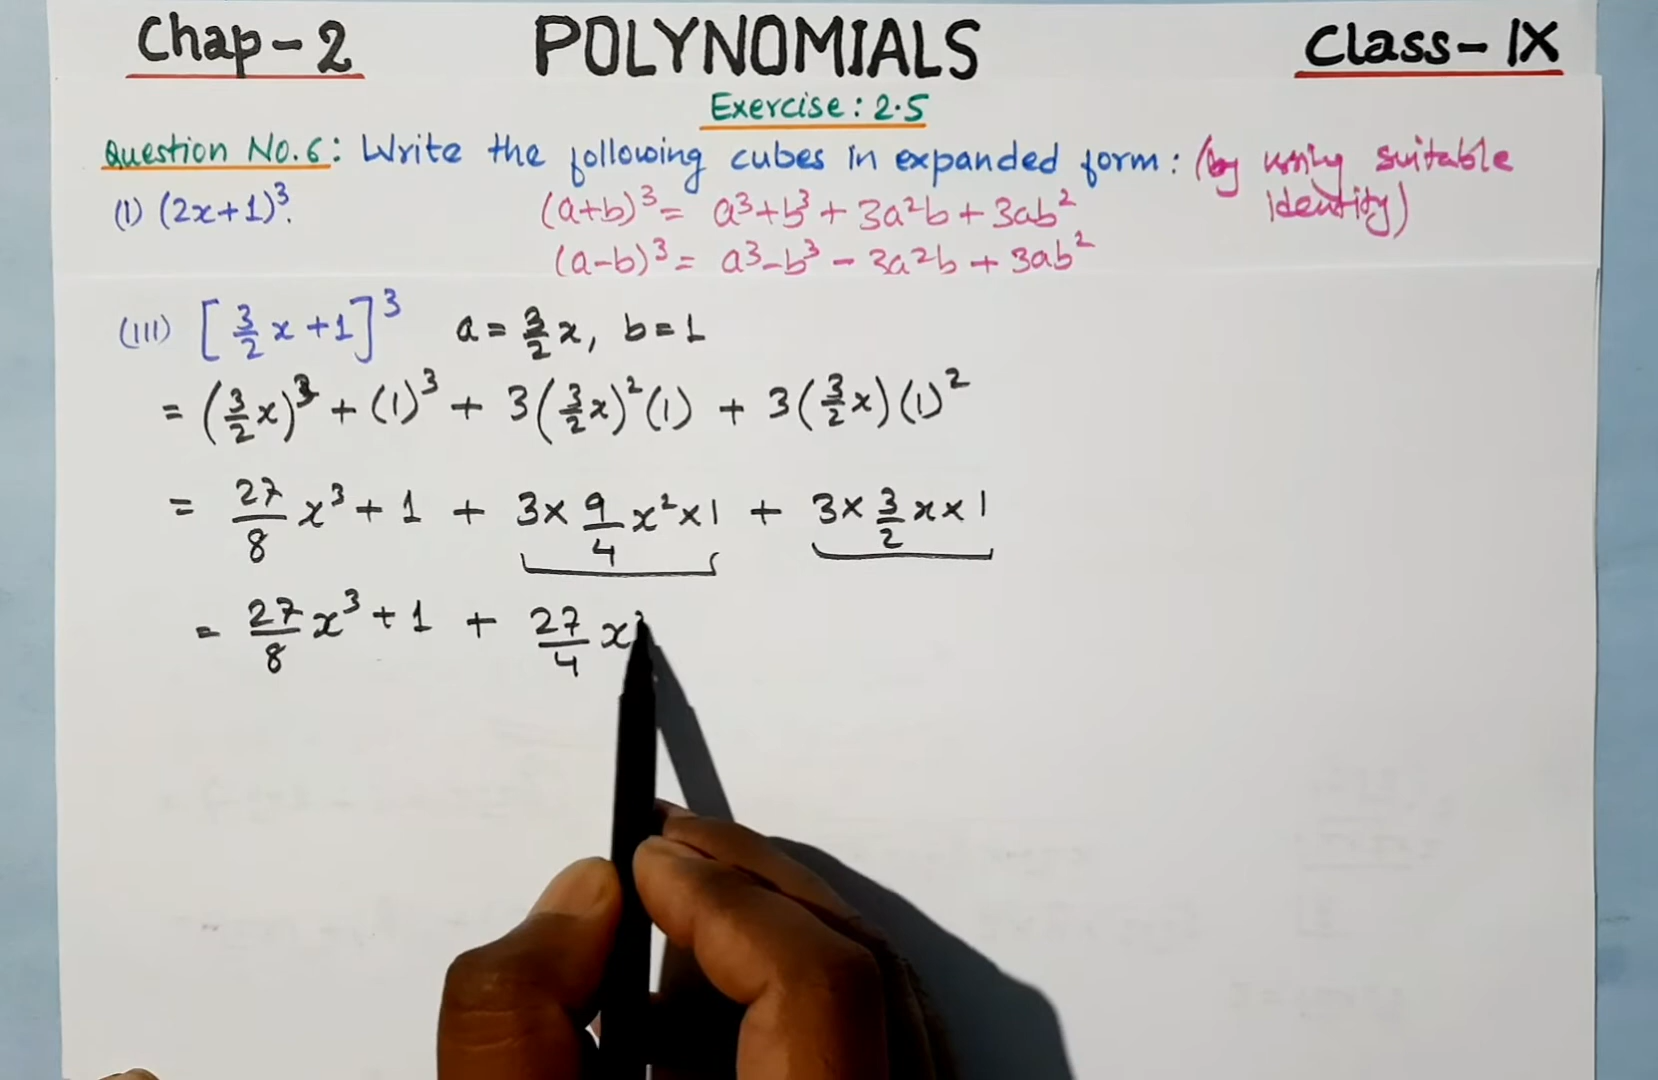 Chap-2 POLYNOMIALS Class-IX
Exercise: 2.5
Question No.6: Write the following cubes in expanded form: (by using suitable identity)
(I) (2x+1)³. (a+b)³ = a³+b³+3a²b+3ab²
(a-b)³ = a³-b³-3a²b+3ab²
(III) [3/2 x+1]³ a = 3/2 x, b = 1
= (3/2 x)³ + (1)³ + 3(3/2 x)²(1) + 3(3/2 x)(1)²
= 27/8 x³ + 1 + 3×9/4 x²×1 + 3×3/2 x×1
= 27/8 x³ + 1 + 27/4 x